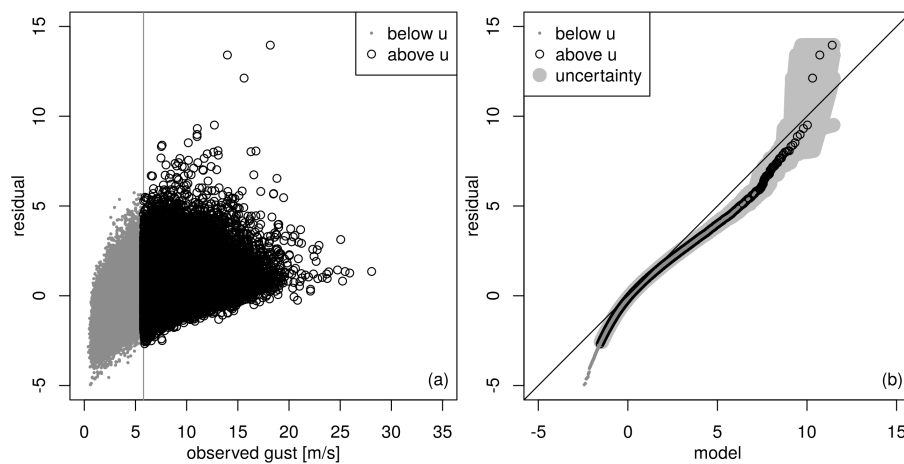 below u
above u
15
10
5
0
-5
residual
(a)
0 5 10 15 20 25 30 35
observed gust [m/s]
below u
above u
uncertainty
15
10
5
0
-5
residual
(b)
-5 0 5 10 15
model